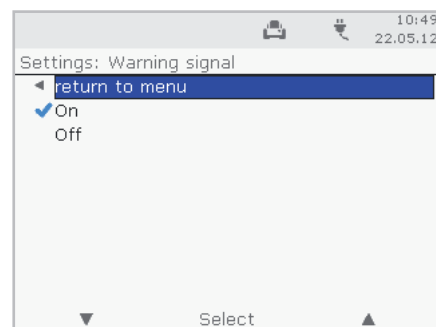 10:49
22.05.12
Settings: Warning signal
return to menu
On
Off
Select